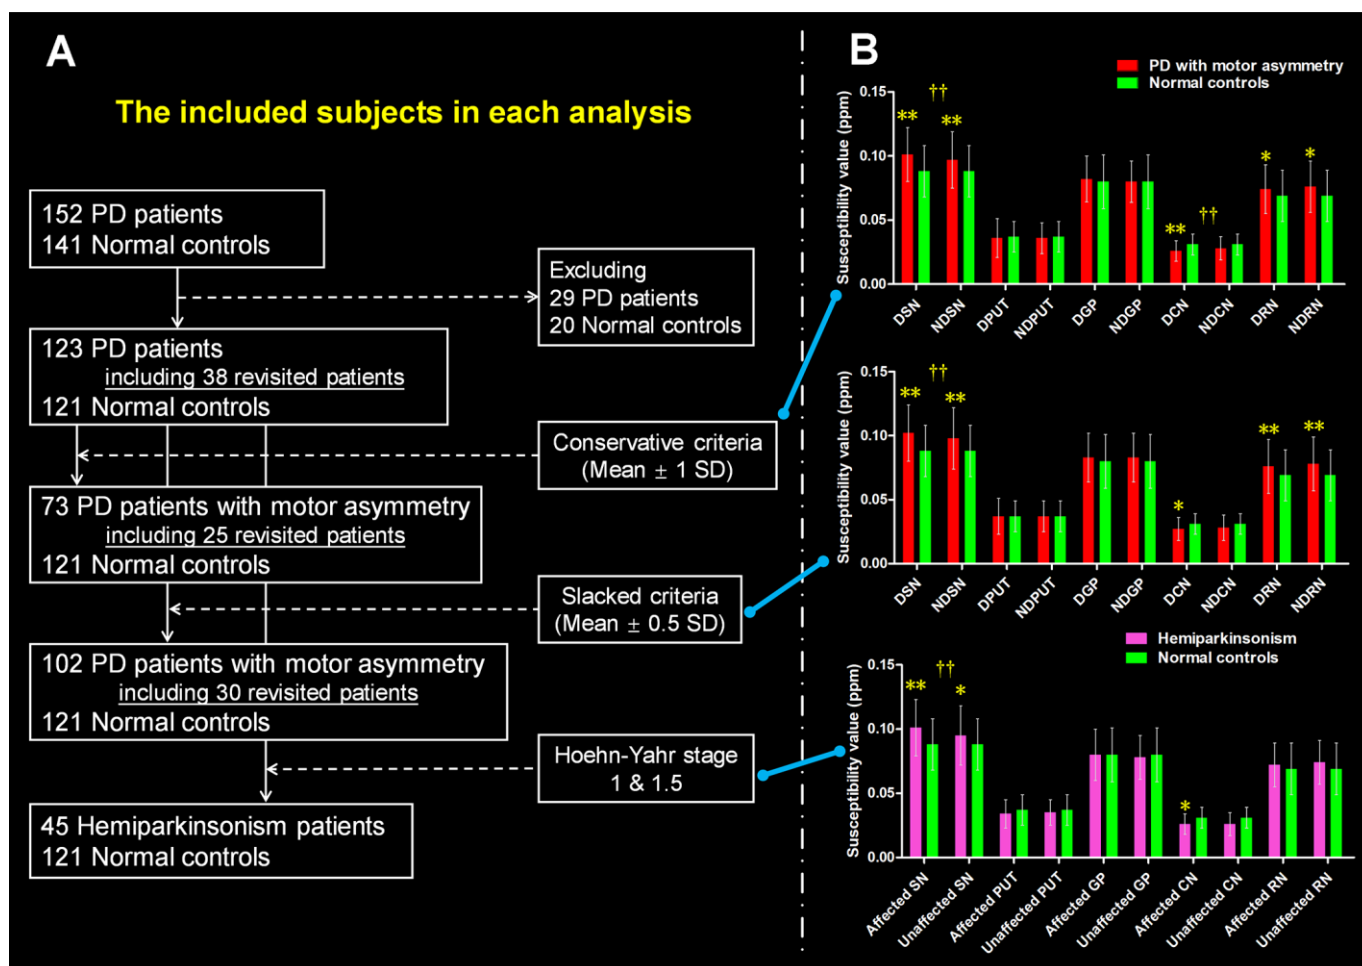 A
The included subjects in each analysis
152 PD patients
141 Normal controls
Excluding
29 PD patients
20 Normal controls
123 PD patients
including 38 revisited patients
121 Normal controls
Conservative criteria
(Mean ± 1 SD)
73 PD patients with motor asymmetry
including 25 revisited patients
121 Normal controls
Slacked criteria
(Mean ± 0.5 SD)
102 PD patients with motor asymmetry
including 30 revisited patients
121 Normal controls
Hoehn-Yahr stage
1 & 1.5
45 Hemiparkinsonism patients
121 Normal controls
B
PD with motor asymmetry
Normal controls
Susceptibility value (ppm)
0.15
0.10
0.05
0.00
** †† **
** ††
* *
DSN NDSN DPUT NDPUT DGP NDGP DCN NDCN DRN NDRN
Susceptibility value (ppm)
0.15
0.10
0.05
0.00
** †† **
*
** **
DSN NDSN DPUT NDPUT DGP NDGP DCN NDCN DRN NDRN
Hemiparkinsonism
Normal controls
Susceptibility value (ppm)
0.15
0.10
0.05
0.00
** †† *
*
Affected SN Unaffected SN Affected PUT Unaffected PUT Affected GP Unaffected GP Affected CN Unaffected CN Affected RN Unaffected RN